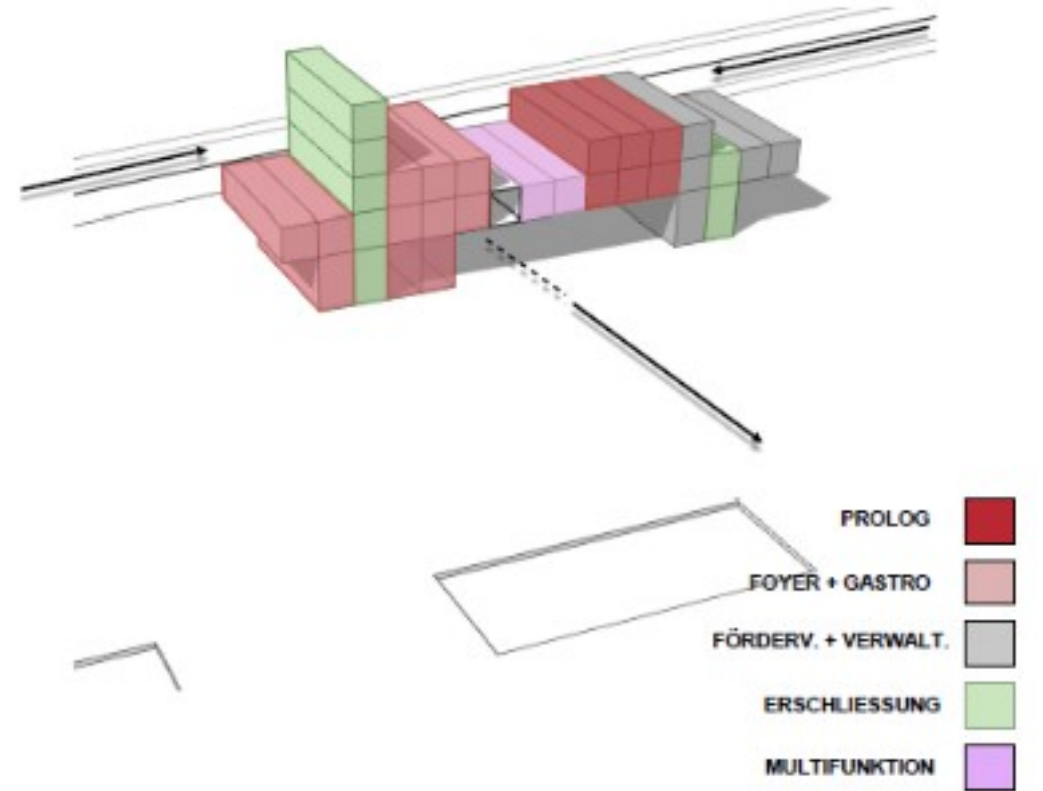 PROLOG
FOYER + GASTRO
FÖRDERV. + VERWALT.
ERSCHLIESSUNG
MULTIFUNKTION